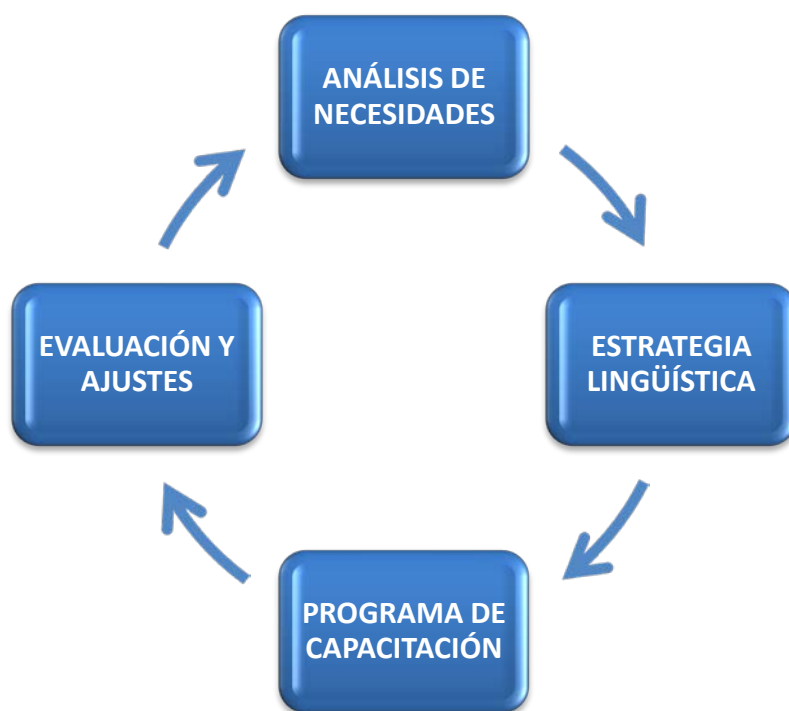 ANÁLISIS DE
NECESIDADES
ESTRATEGIA
LINGÜÍSTICA
PROGRAMA DE
CAPACITACIÓN
EVALUACIÓN Y
AJUSTES